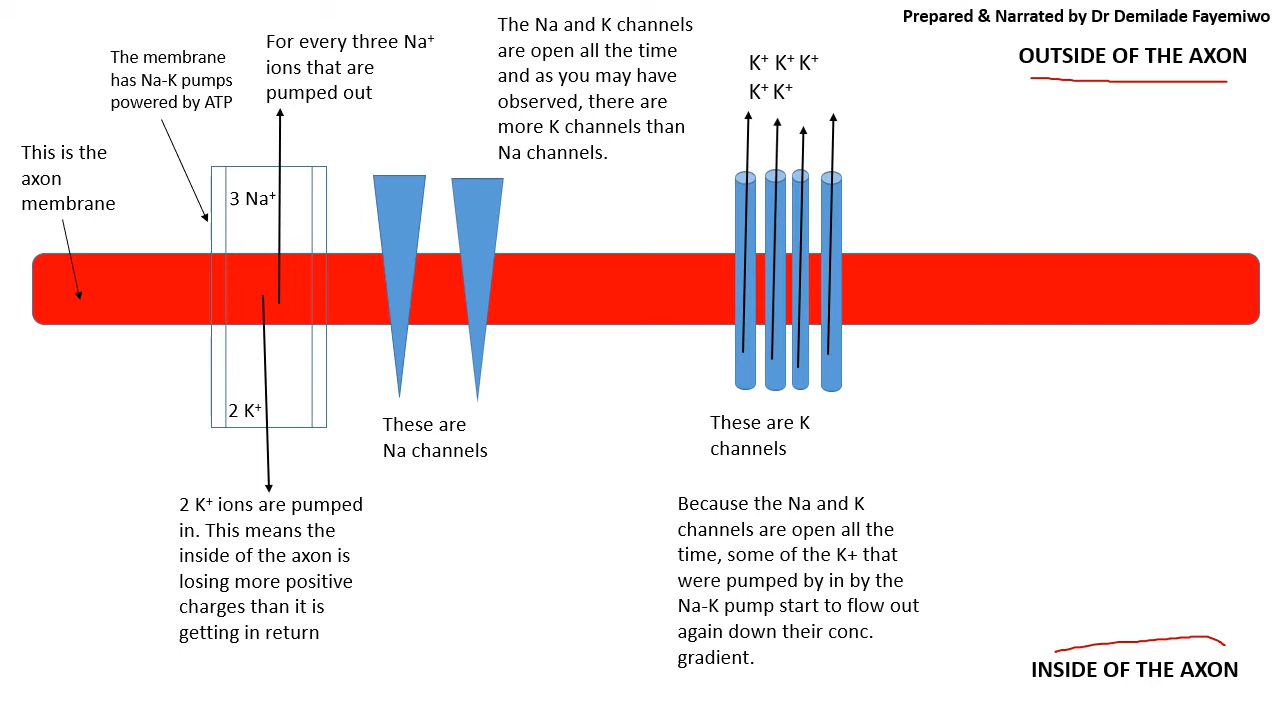 Prepared & Narrated by Dr Demilade Fayemiwo
OUTSIDE OF THE AXON
The membrane
has Na-K pumps
powered by ATP
For every three Na⁺
ions that are
pumped out
The Na and K channels
are open all the time
and as you may have
observed, there are
more K channels than
Na channels.
K⁺ K⁺ K⁺
K⁺ K⁺
This is the
axon
membrane
3 Na⁺
2 K⁺
These are
Na channels
These are K
channels
2 K⁺ ions are pumped
in. This means the
inside of the axon is
losing more positive
charges than it is
getting in return
Because the Na and K
channels are open all the
time, some of the K+ that
were pumped by in by the
Na-K pump start to flow out
again down their conc.
gradient.
INSIDE OF THE AXON